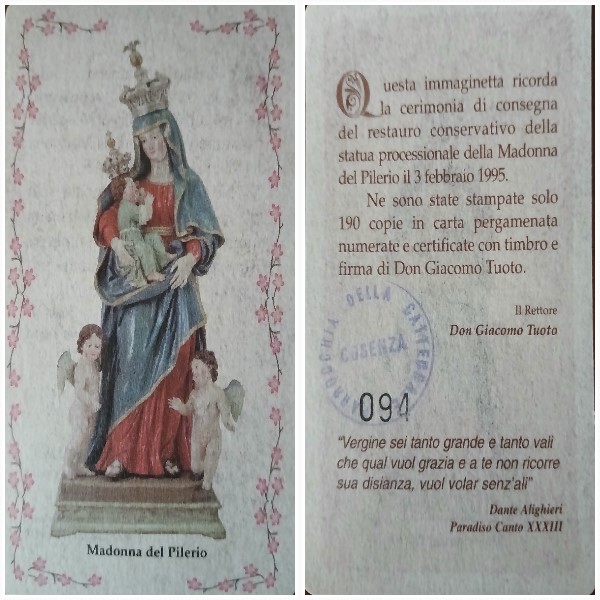 Madonna del Pilerio
Questa immaginetta ricorda
la cerimonia di consegna
del restauro conservativo della
statua processionale della Madonna
del Pilerio il 3 febbraio 1995.
Ne sono state stampate solo
190 copie in carta pergamenata
numerate e certificate con timbro e
firma di Don Giacomo Tuoto.
Il Rettore
Don Giacomo Tuoto
PARROCCHIA DELLA CATTEDRALE
COSENZA
094
"Vergine sei tanto grande e tanto vali
che qual vuol grazia e a te non ricorre
sua disianza, vuol volar senz'ali"
Dante Alighieri
Paradiso Canto XXXIII